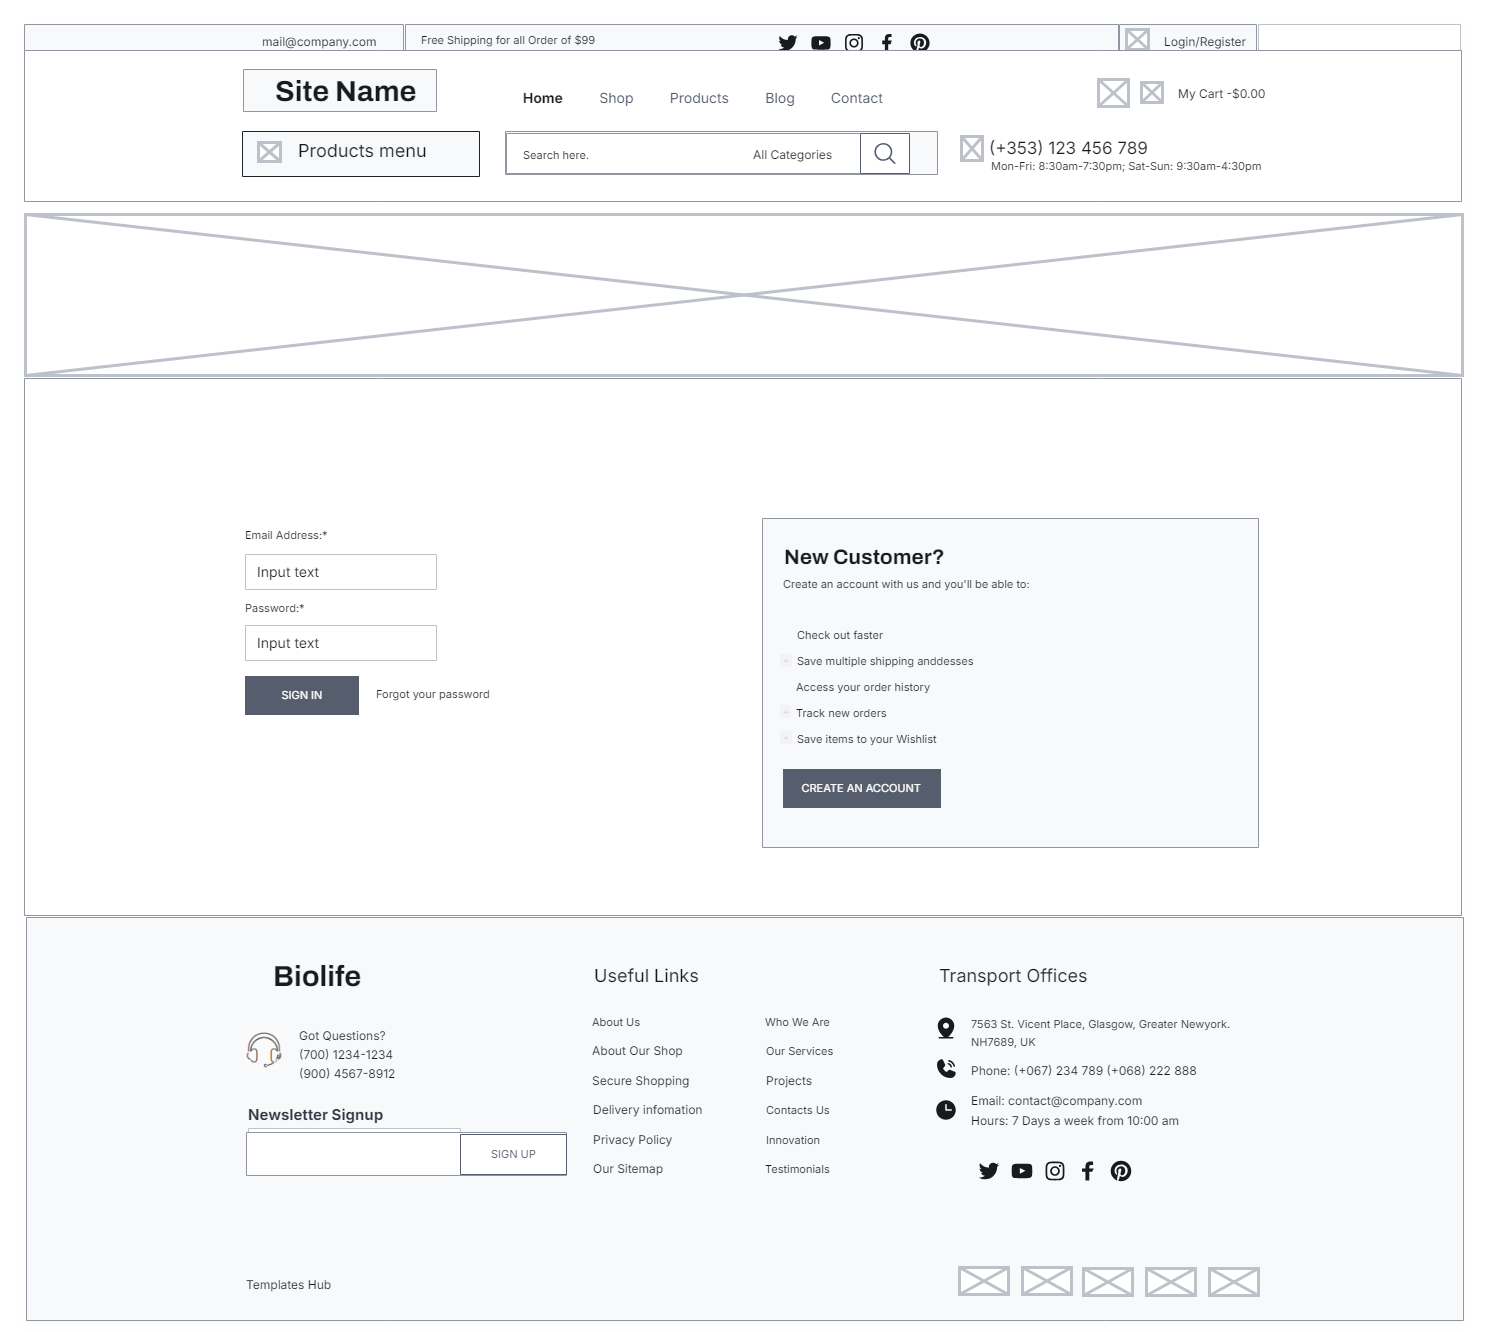 mail@company.com
Free Shipping for all Order of $99
Login/Register
Site Name
Home
Shop
Products
Blog
Contact
My Cart -$0.00
Products menu
Search here.
All Categories
(+353) 123 456 789
Mon-Fri: 8:30am-7:30pm; Sat-Sun: 9:30am-4:30pm
Email Address:*
Input text
Password:*
Input text
SIGN IN
Forgot your password
New Customer?
Create an account with us and you'll be able to:
Check out faster
Save multiple shipping anddesses
Access your order history
Track new orders
Save items to your Wishlist
CREATE AN ACCOUNT
Biolife
Got Questions?
(700) 1234-1234
(900) 4567-8912
Newsletter Signup
SIGN UP
Useful Links
About Us
About Our Shop
Secure Shopping
Delivery infomation
Privacy Policy
Our Sitemap
Who We Are
Our Services
Projects
Contacts Us
Innovation
Testimonials
Transport Offices
7563 St. Vicent Place, Glasgow, Greater Newyork.
NH7689, UK
Phone: (+067) 234 789 (+068) 222 888
Email: contact@company.com
Hours: 7 Days a week from 10:00 am
Templates Hub